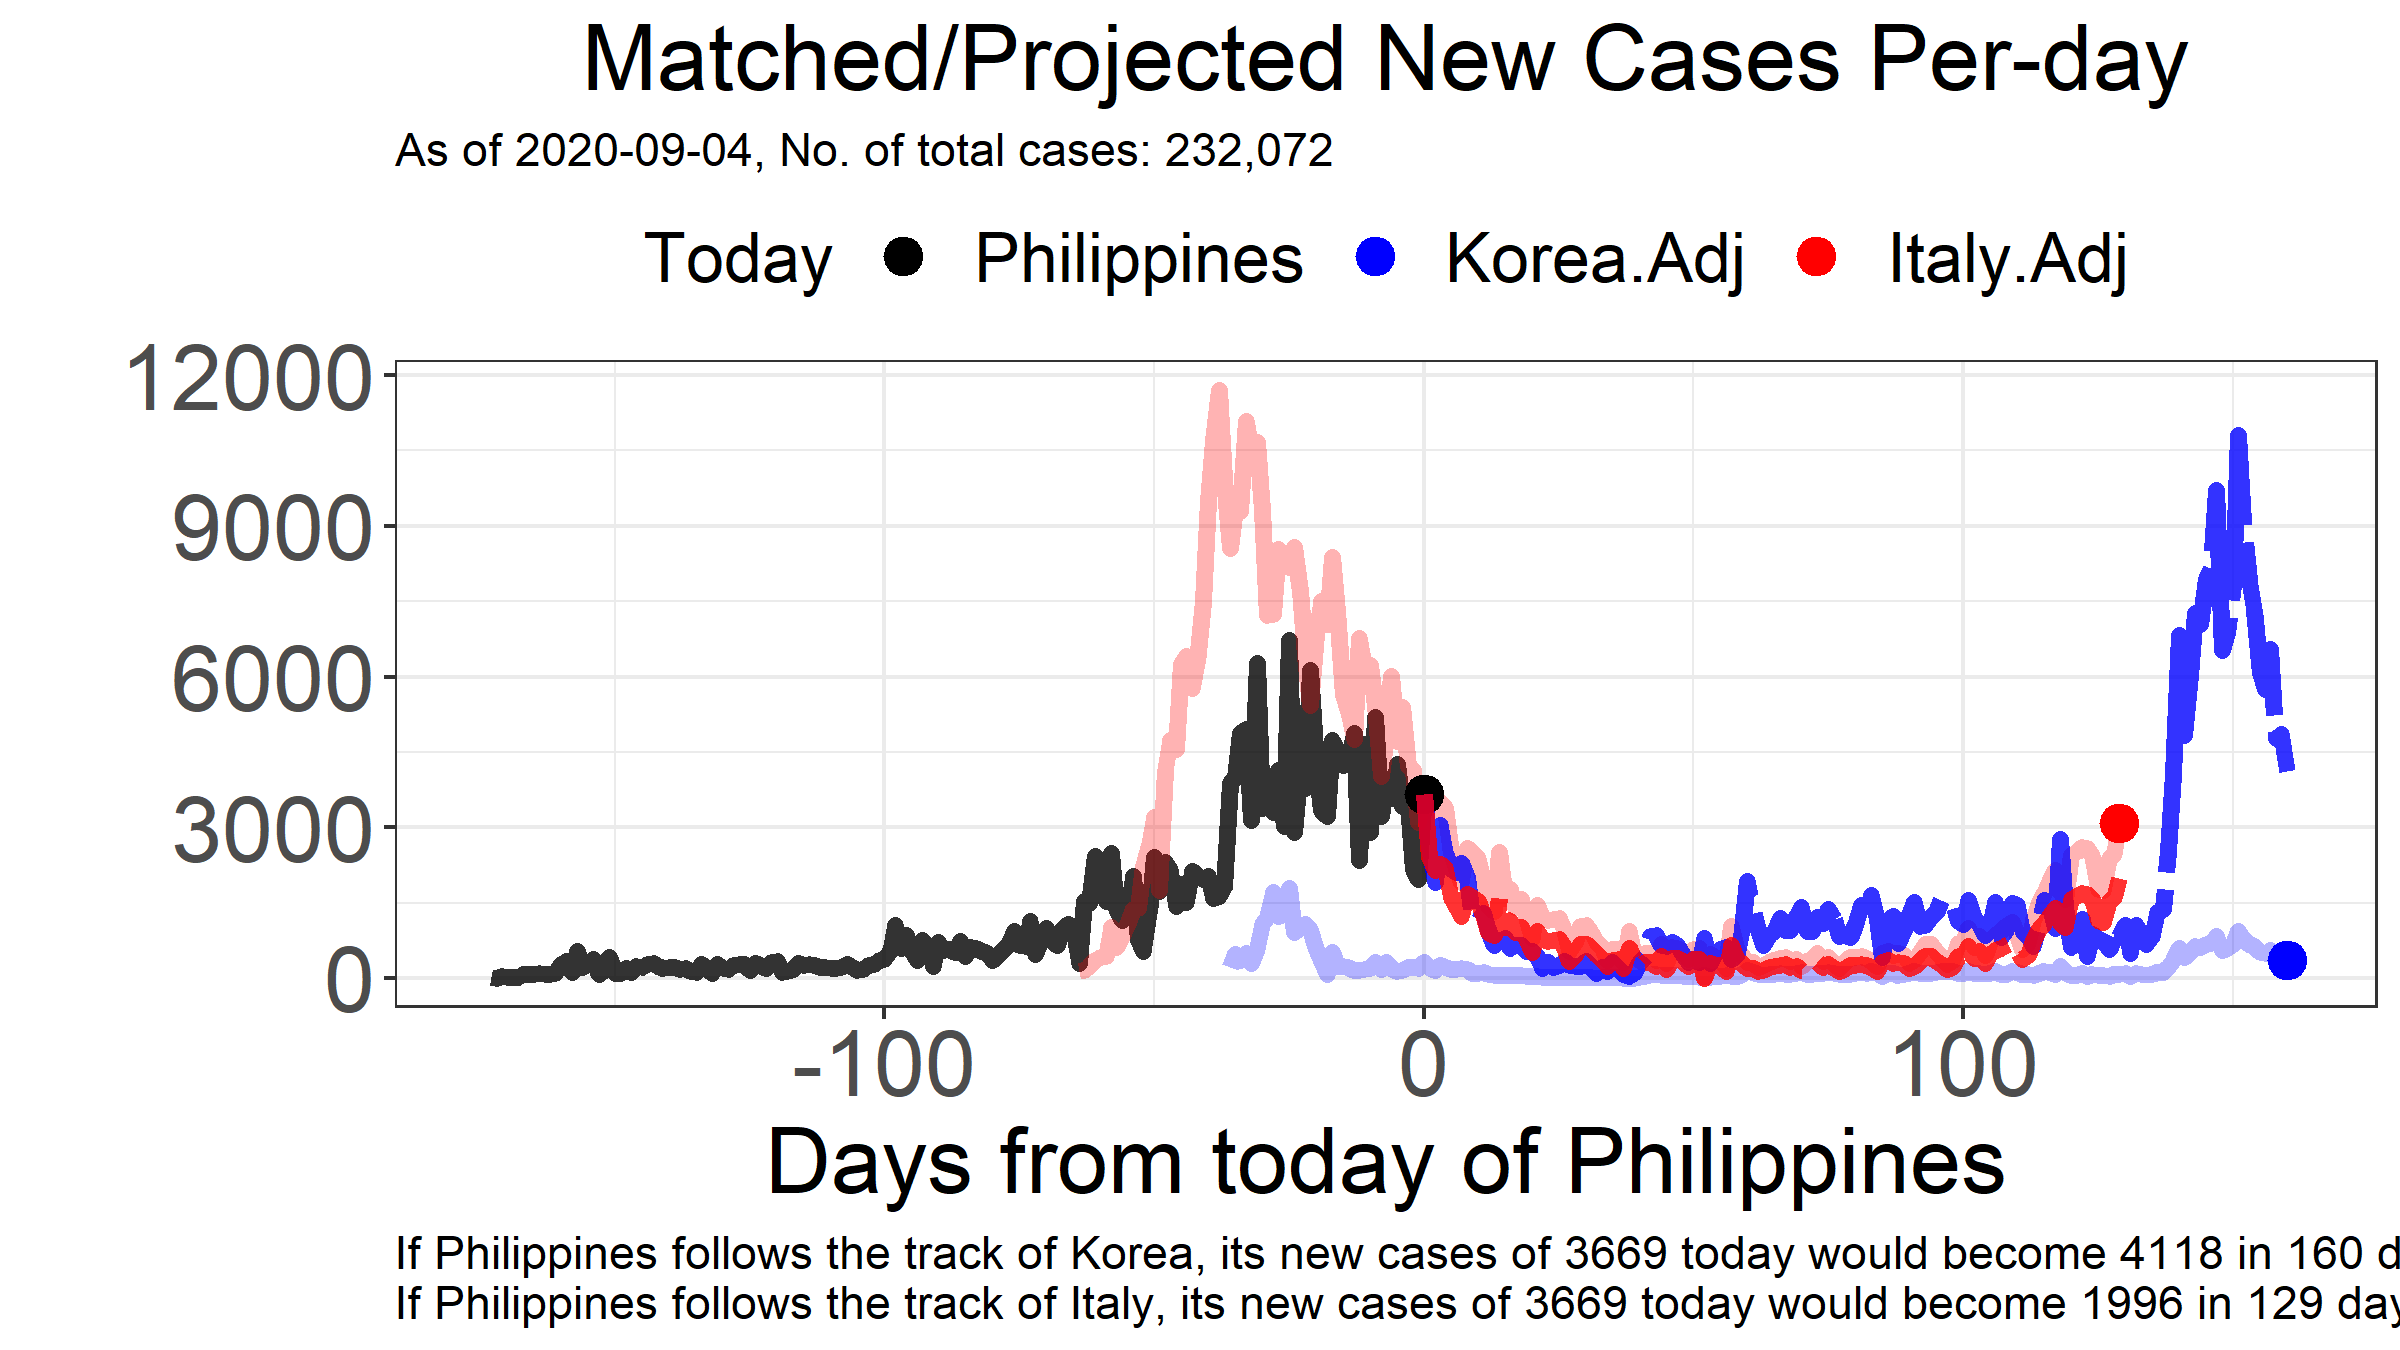 Matched/Projected New Cases Per-day
As of 2020-09-04, No. of total cases: 232,072
Today Philippines Korea.Adj Italy.Adj
12000
9000
6000
3000
0
-100 0 100
Days from today of Philippines
If Philippines follows the track of Korea, its new cases of 3669 today would become 4118 in 160 d
If Philippines follows the track of Italy, its new cases of 3669 today would become 1996 in 129 day